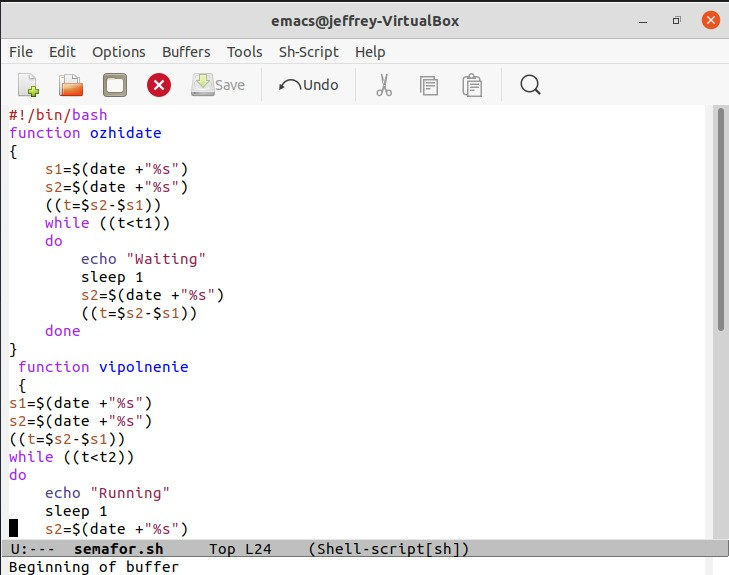 emacs@jeffrey-VirtualBox
File Edit Options Buffers Tools Sh-Script Help
Save Undo
#!/bin/bash
function ozhidate
{
    s1=$(date +"%s")
    s2=$(date +"%s")
    ((t=$s2-$s1))
    while ((t<t1))
    do
        echo "Waiting"
        sleep 1
        s2=$(date +"%s")
        ((t=$s2-$s1))
    done
}
 function vipolnenie
 {
s1=$(date +"%s")
s2=$(date +"%s")
((t=$s2-$s1))
while ((t<t2))
do
    echo "Running"
    sleep 1
    s2=$(date +"%s")
U:--- semafor.sh Top L24 (Shell-script[sh])
Beginning of buffer